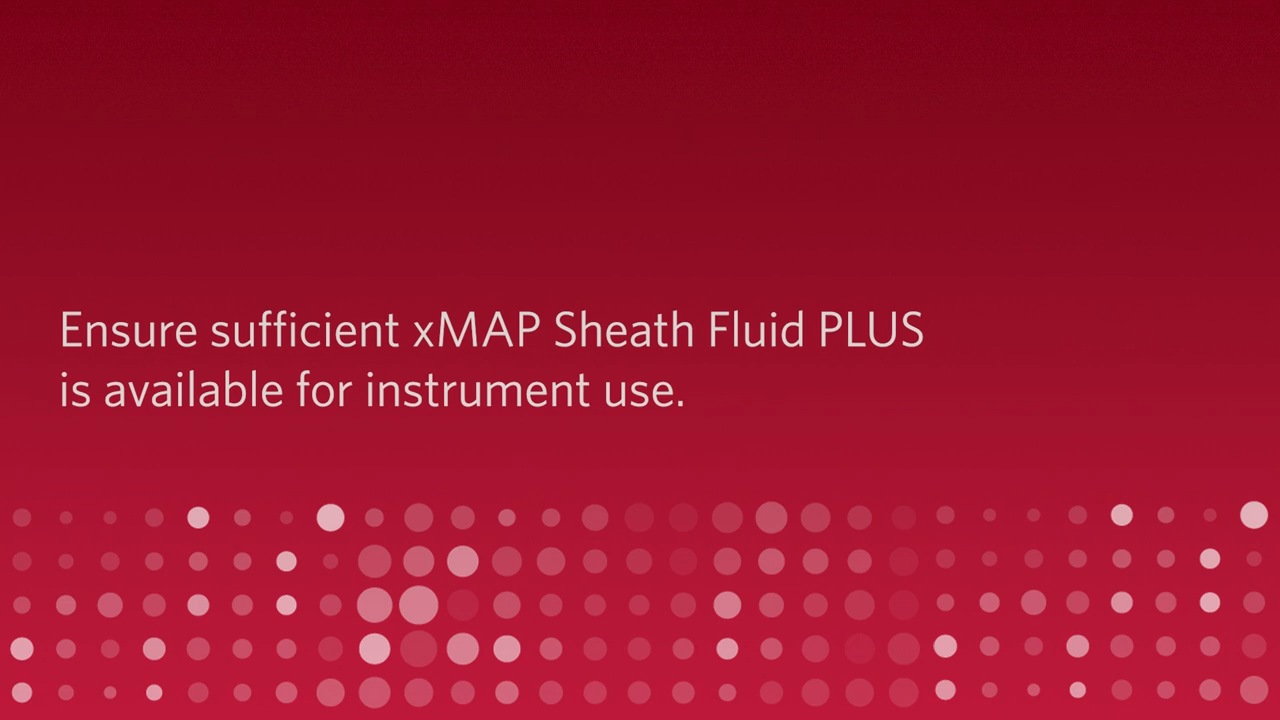 Ensure sufficient xMAP Sheath Fluid PLUS
is available for instrument use.